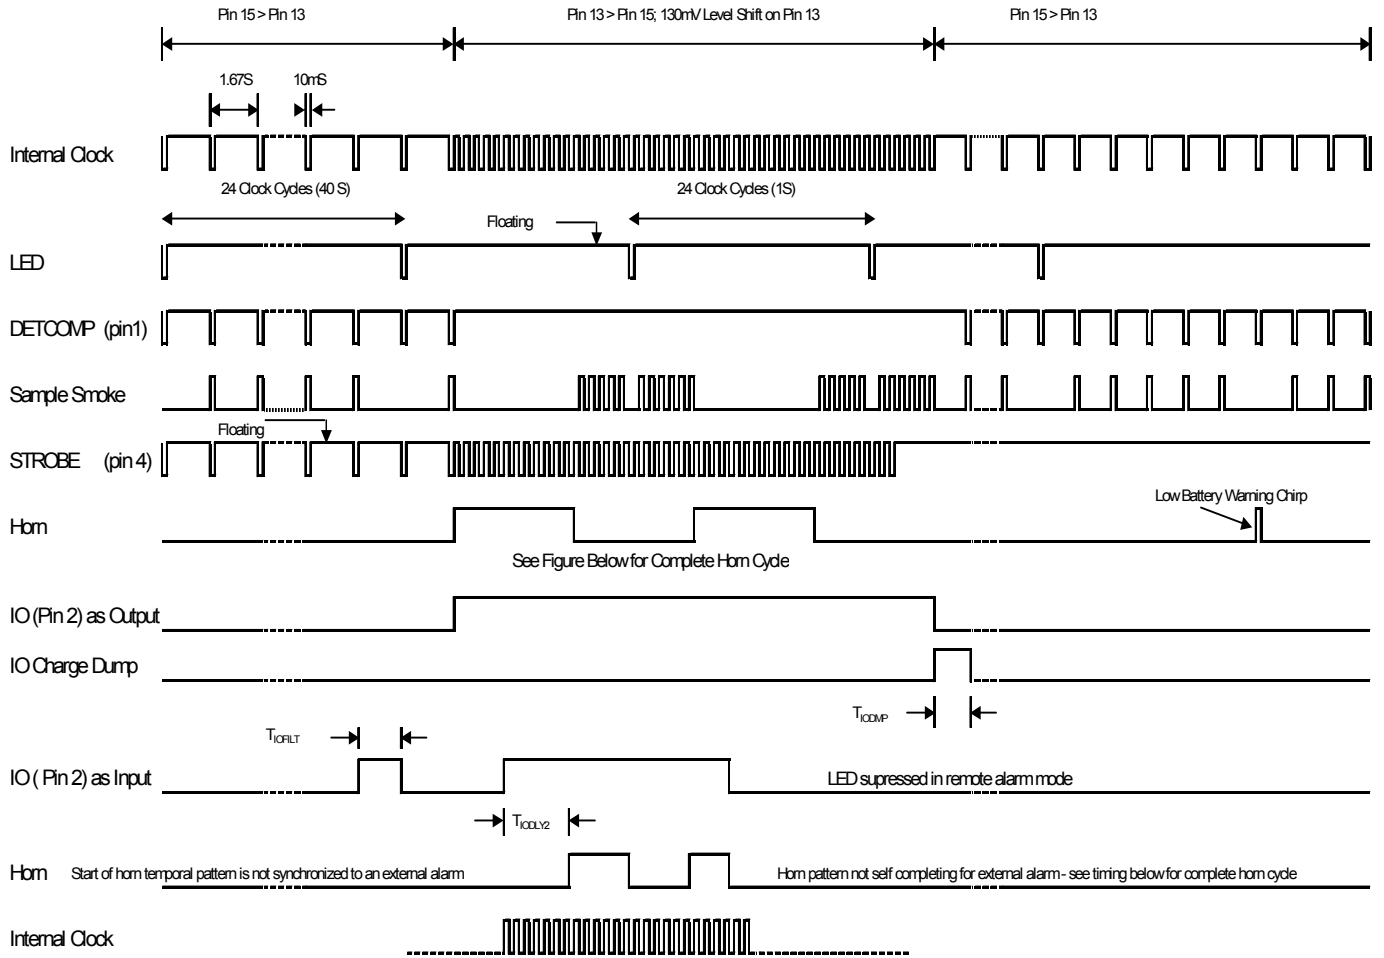 Pin 15 > Pin 13
Pin 13 > Pin 15; 130mV Level Shift on Pin 13
Pin 15 > Pin 13
1.67S
10mS
Internal Clock
24 Clock Cycles (40 S)
24 Clock Cycles (1S)
Floating
LED
DETCOMP (pin1)
Sample Smoke
Floating
STROBE (pin 4)
Low Battery Warning Chirp
Horn
See Figure Below for Complete Horn Cycle
IO (Pin 2) as Output
IO Charge Dump
TIODMP
TIOFILT
IO ( Pin 2) as Input
LED supressed in remote alarm mode
TIODLY2
Horn
Start of horn temporal pattern is not synchronized to an external alarm
Horn pattern not self completing for external alarm - see timing below for complete horn cycle
Internal Clock